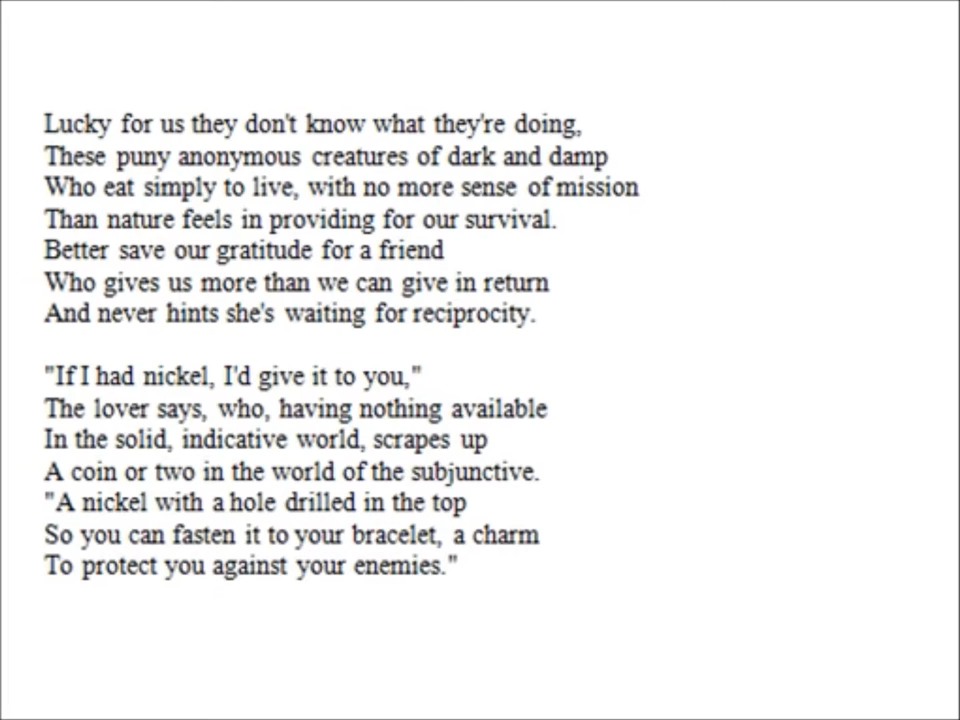 Lucky for us they don't know what they're doing,
These puny anonymous creatures of dark and damp
Who eat simply to live, with no more sense of mission
Than nature feels in providing for our survival.
Better save our gratitude for a friend
Who gives us more than we can give in return
And never hints she's waiting for reciprocity.
"If I had nickel, I'd give it to you,"
The lover says, who, having nothing available
In the solid, indicative world, scrapes up
A coin or two in the world of the subjunctive.
"A nickel with a hole drilled in the top
So you can fasten it to your bracelet, a charm
To protect you against your enemies."